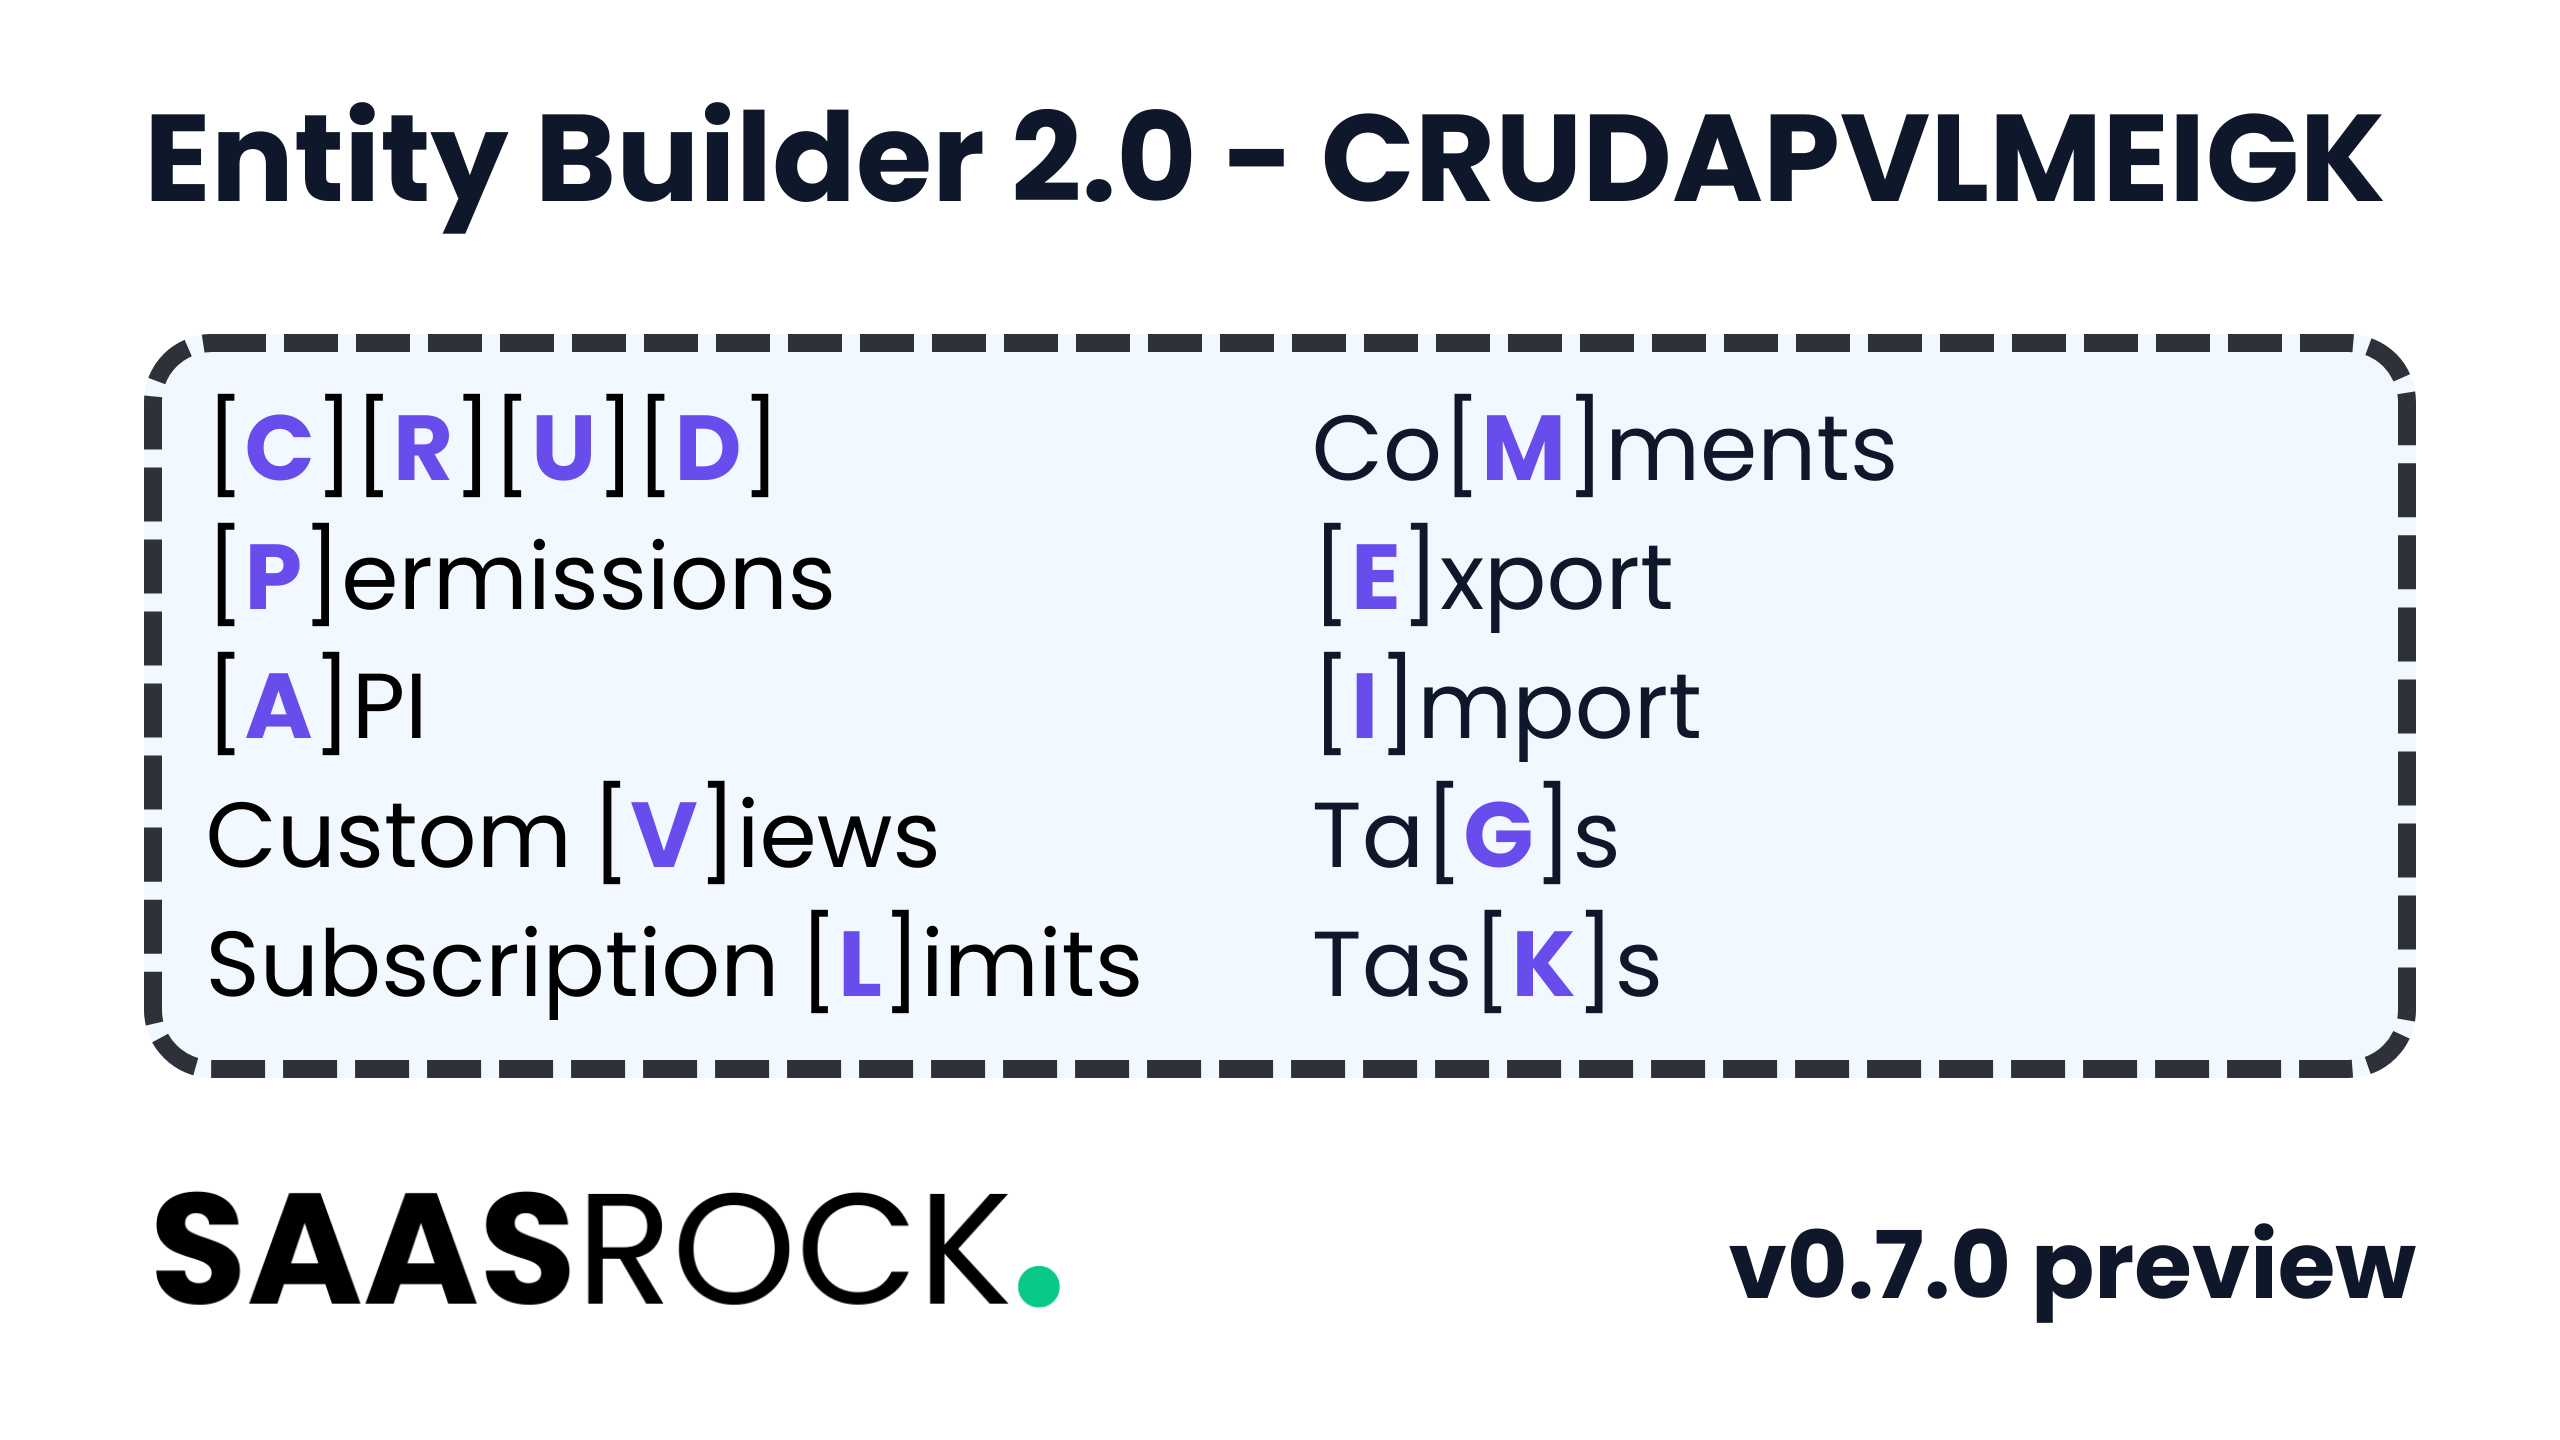 Entity Builder 2.0 - CRUDAPVLMEIGK
[C][R][U][D]
[P]ermissions
[A]PI
Custom [V]iews
Subscription [L]imits
Co[M]ments
[E]xport
[I]mport
Ta[G]s
Tas[K]s
SAASROCK.
v0.7.0 preview